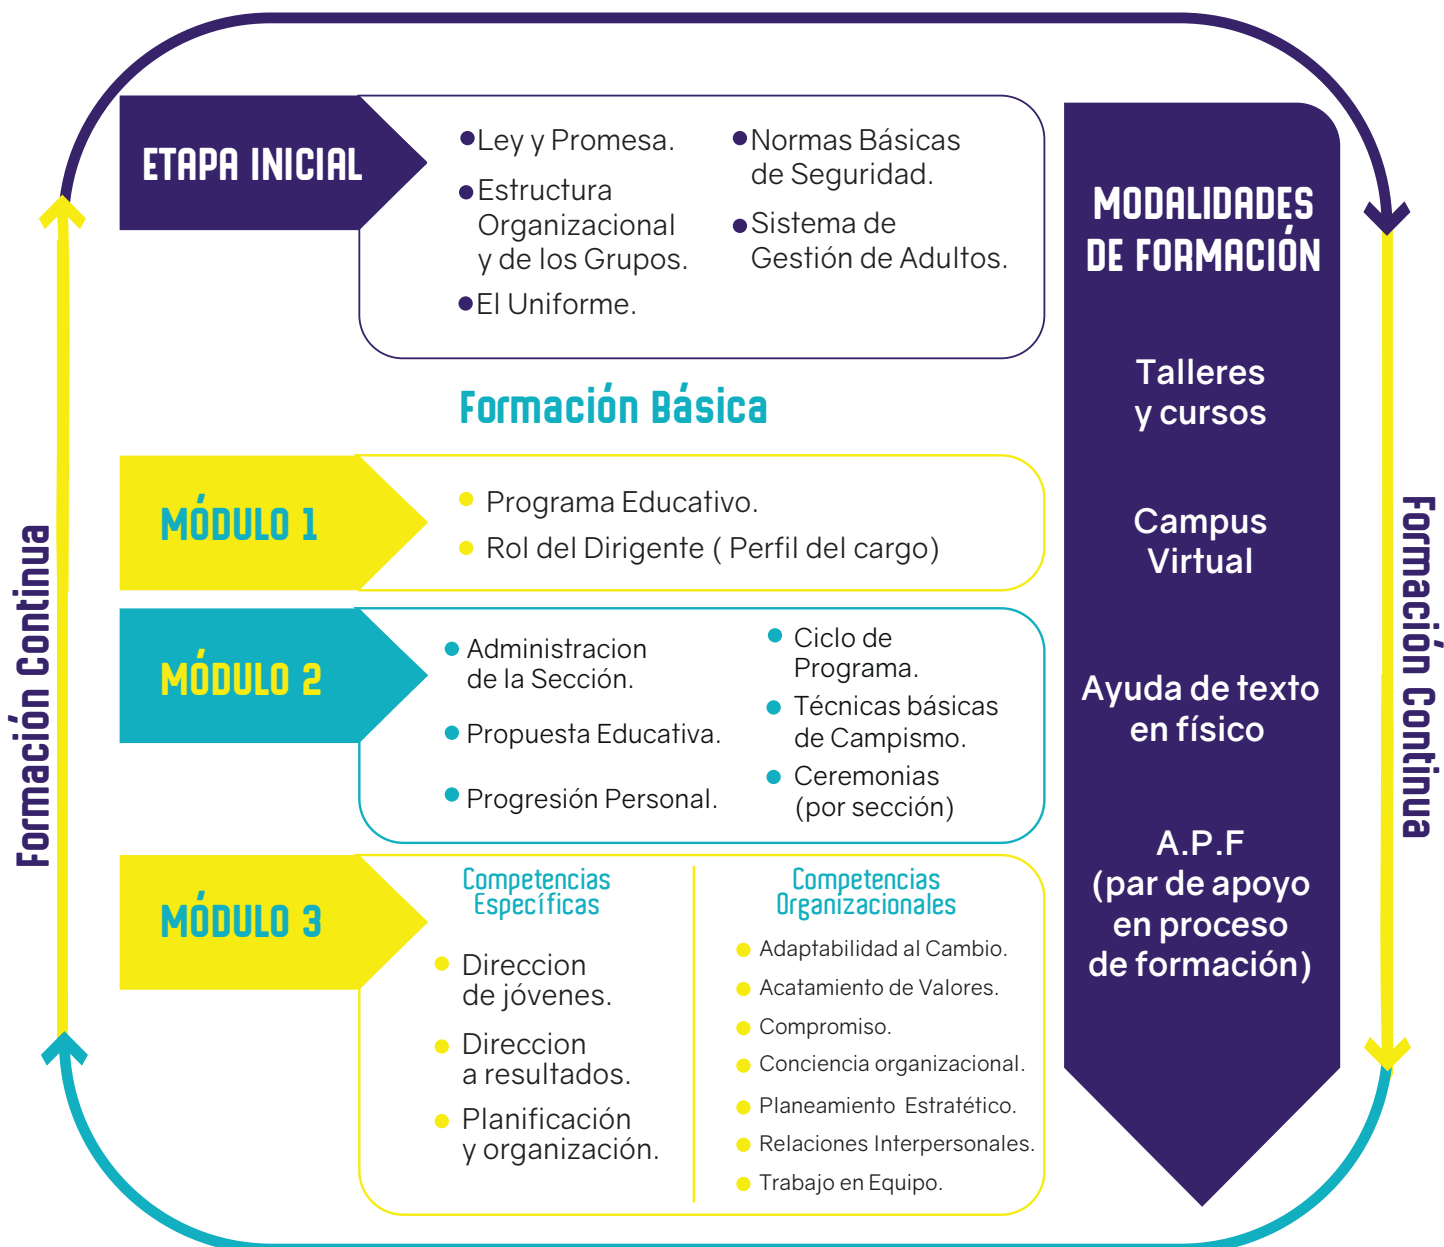 ETAPA INICIAL
Ley y Promesa.
Estructura
Organizacional
y de los Grupos.
El Uniforme.
Normas Básicas
de Seguridad.
Sistema de
Gestión de Adultos.
Formación Básica
MÓDULO 1
Programa Educativo.
Rol del Dirigente ( Perfil del cargo)
MÓDULO 2
Administracion
de la Sección.
Propuesta Educativa.
Progresión Personal.
Ciclo de
Programa.
Técnicas básicas
de Campismo.
Ceremonias
(por sección)
MÓDULO 3
Competencias
Específicas
Direccion
de jóvenes.
Direccion
a resultados.
Planificación
y organización.
Competencias
Organizacionales
Adaptabilidad al Cambio.
Acatamiento de Valores.
Compromiso.
Conciencia organizacional.
Planeamiento Estratético.
Relaciones Interpersonales.
Trabajo en Equipo.
MODALIDADES
DE FORMACIÓN
Talleres
y cursos
Campus
Virtual
Ayuda de texto
en físico
A.P.F
(par de apoyo
en proceso
de formación)
Formación Continua
Formación Continua